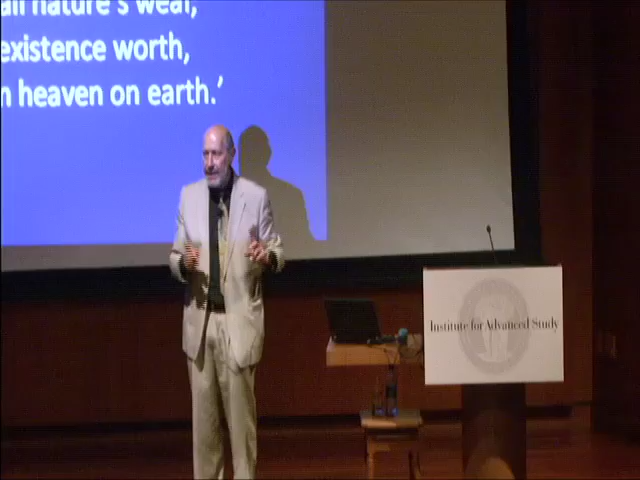 all nature's weal,
existence worth,
heaven on earth.'
Institute for Advanced Study